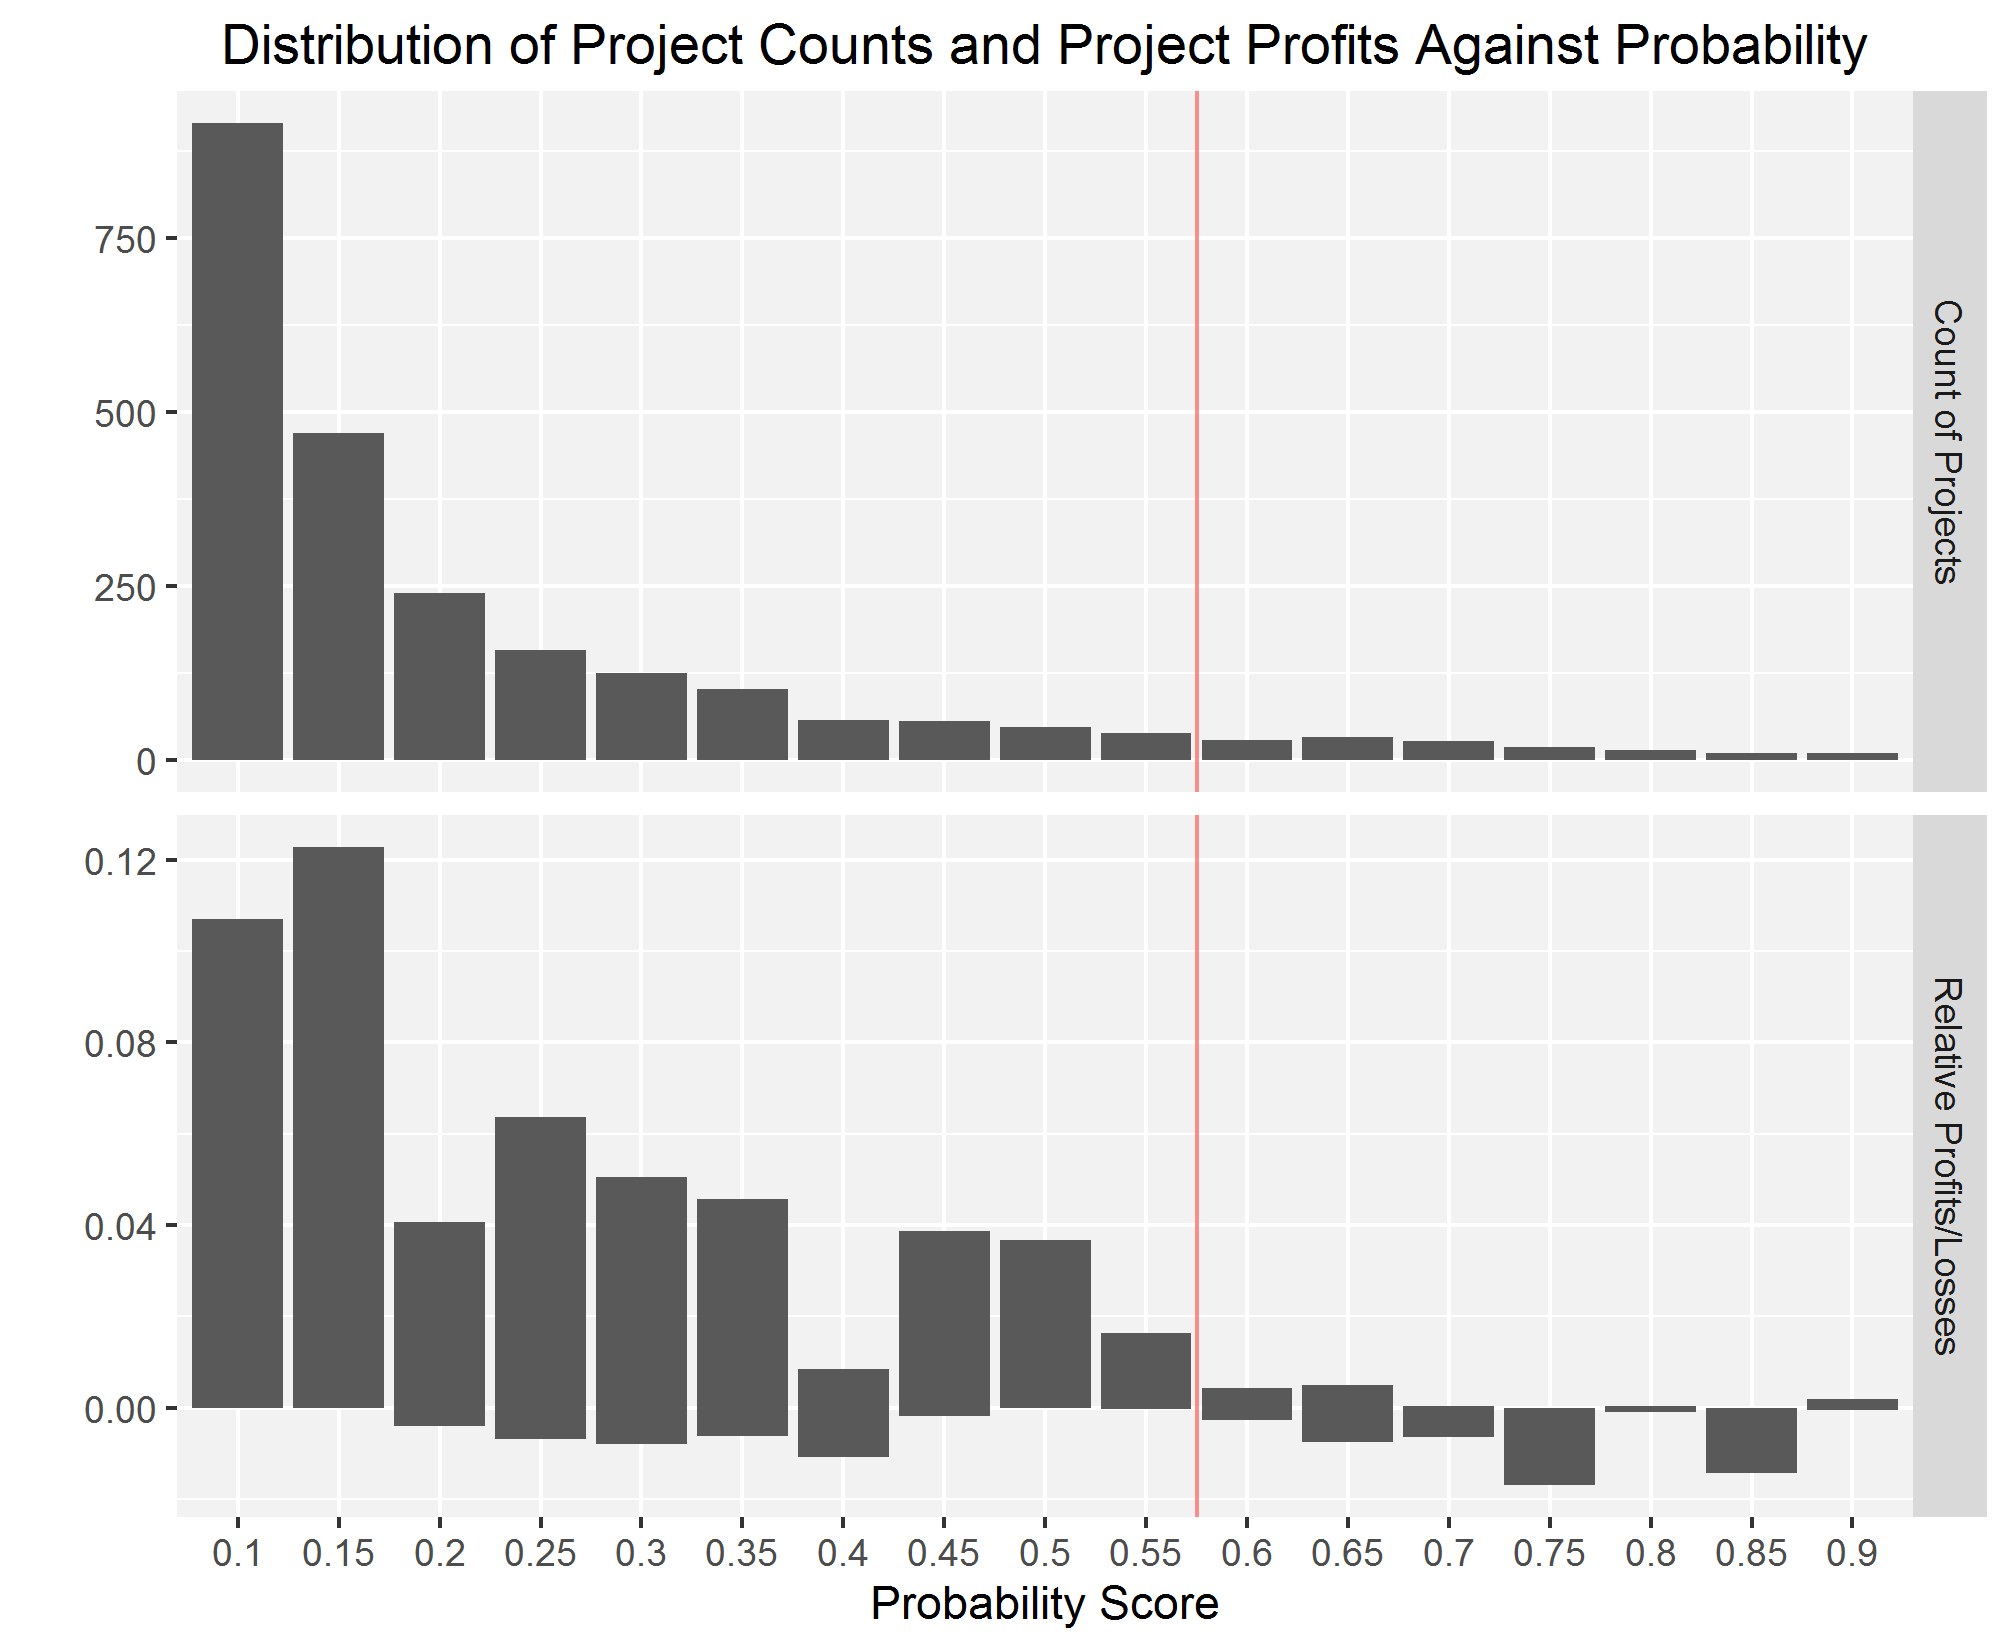 Distribution of Project Counts and Project Profits Against Probability
750
500
250
0
Count of Projects
0.12
0.08
0.04
0.00
Relative Profits/Losses
0.1 0.15 0.2 0.25 0.3 0.35 0.4 0.45 0.5 0.55 0.6 0.65 0.7 0.75 0.8 0.85 0.9
Probability Score